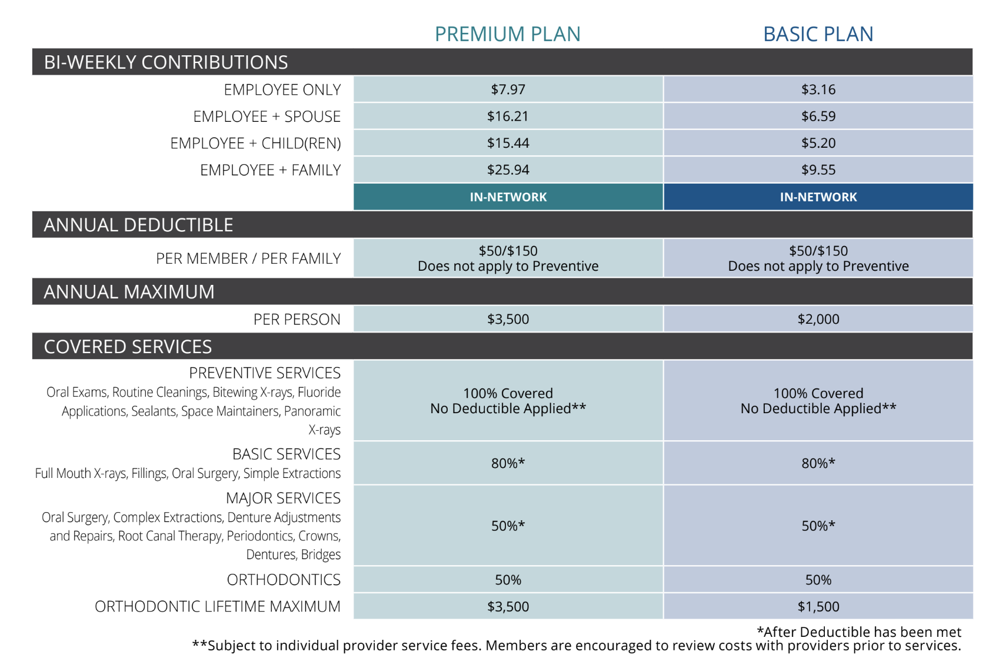 PREMIUM PLAN BASIC PLAN
BI-WEEKLY CONTRIBUTIONS
EMPLOYEE ONLY $7.97 $3.16
EMPLOYEE + SPOUSE $16.21 $6.59
EMPLOYEE + CHILD(REN) $15.44 $5.20
EMPLOYEE + FAMILY $25.94 $9.55
IN-NETWORK IN-NETWORK
ANNUAL DEDUCTIBLE
PER MEMBER / PER FAMILY
$50/$150
Does not apply to Preventive
$50/$150
Does not apply to Preventive
ANNUAL MAXIMUM
PER PERSON $3,500 $2,000
COVERED SERVICES
PREVENTIVE SERVICES
Oral Exams, Routine Cleanings, Bitewing X-rays, Fluoride
Applications, Sealants, Space Maintainers, Panoramic
X-rays
100% Covered
No Deductible Applied**
100% Covered
No Deductible Applied**
BASIC SERVICES
Full Mouth X-rays, Fillings, Oral Surgery, Simple Extractions
80%* 80%*
MAJOR SERVICES
Oral Surgery, Complex Extractions, Denture Adjustments
and Repairs, Root Canal Therapy, Periodontics, Crowns,
Dentures, Bridges
50%* 50%*
ORTHODONTICS 50% 50%
ORTHODONTIC LIFETIME MAXIMUM $3,500 $1,500
*After Deductible has been met
**Subject to individual provider service fees. Members are encouraged to review costs with providers prior to services.